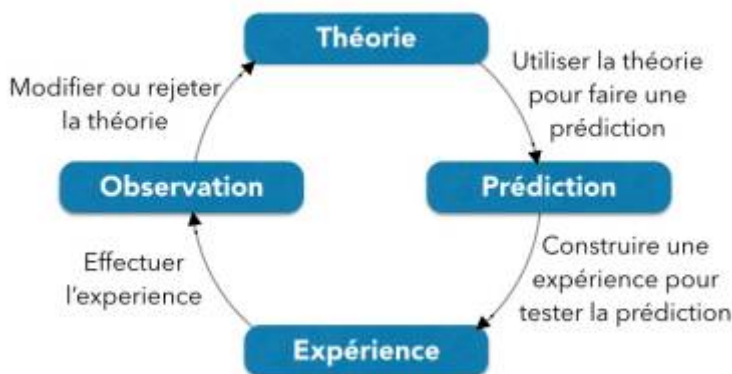 Théorie
Utiliser la théorie
pour faire une
prédiction
Prédiction
Construire une
expérience pour
tester la prédiction
Expérience
Effectuer
l'experience
Observation
Modifier ou rejeter
la théorie